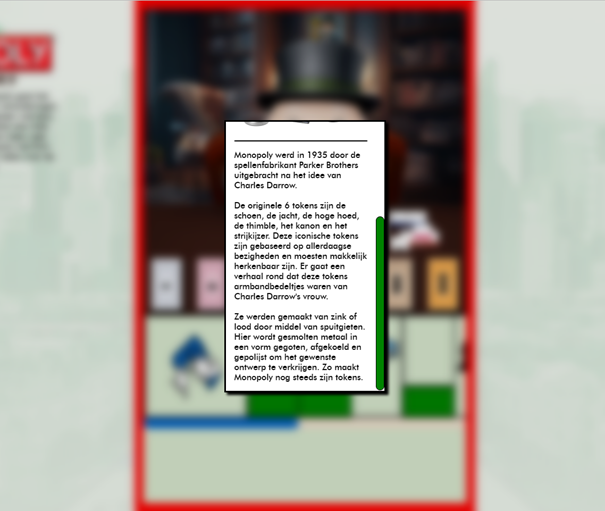 OLY
Monopoly werd in 1935 door de
spellenfabrikant Parker Brothers
uitgebracht na het idee van
Charles Darrow.
De originele 6 tokens zijn de
schoen, de jacht, de hoge hoed,
de thimble, het kanon en het
strijkijzer. Deze iconische tokens
zijn gebaseerd op allerdaagse
bezigheden en moesten makkelijk
herkenbaar zijn. Er gaat een
verhaal rond dat deze tokens
armbandbedeltjes waren van
Charles Darrow's vrouw.
Ze werden gemaakt van zink of
lood door middel van spuitgieten.
Hier wordt gesmolten metaal in
een vorm gegoten, afgekoeld en
gepolijst om het gewenste
ontwerp te verkrijgen. Zo maakt
Monopoly nog steeds zijn tokens.